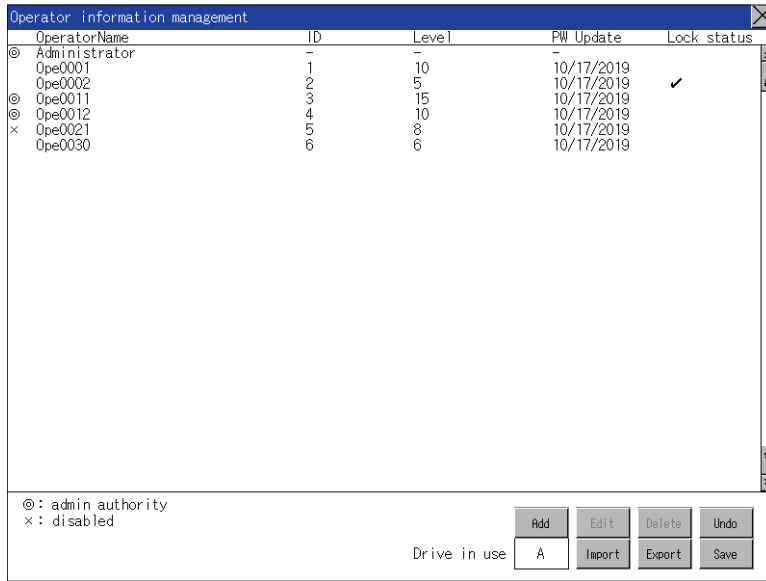 Operator information management
OperatorName ID Level PW Update Lock status
◎ Administrator – – –
Ope0001 1 10 10/17/2019
Ope0002 2 5 10/17/2019 ✔
◎ Ope0011 3 15 10/17/2019
◎ Ope0012 4 10 10/17/2019
× Ope0021 5 8 10/17/2019
Ope0030 6 6 10/17/2019
◎: admin authority
×: disabled
Add Edit Delete Undo
Drive in use A Import Export Save